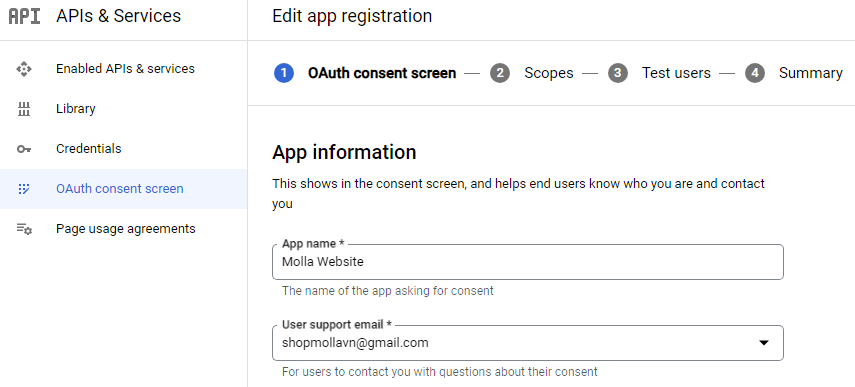 API APIs & Services
Edit app registration
Enabled APIs & services
Library
Credentials
OAuth consent screen
Page usage agreements
1 OAuth consent screen — 2 Scopes — 3 Test users — 4 Summary
App information
This shows in the consent screen, and helps end users know who you are and contact
you
App name *
Molla Website
The name of the app asking for consent
User support email *
shopmollavn@gmail.com
For users to contact you with questions about their consent